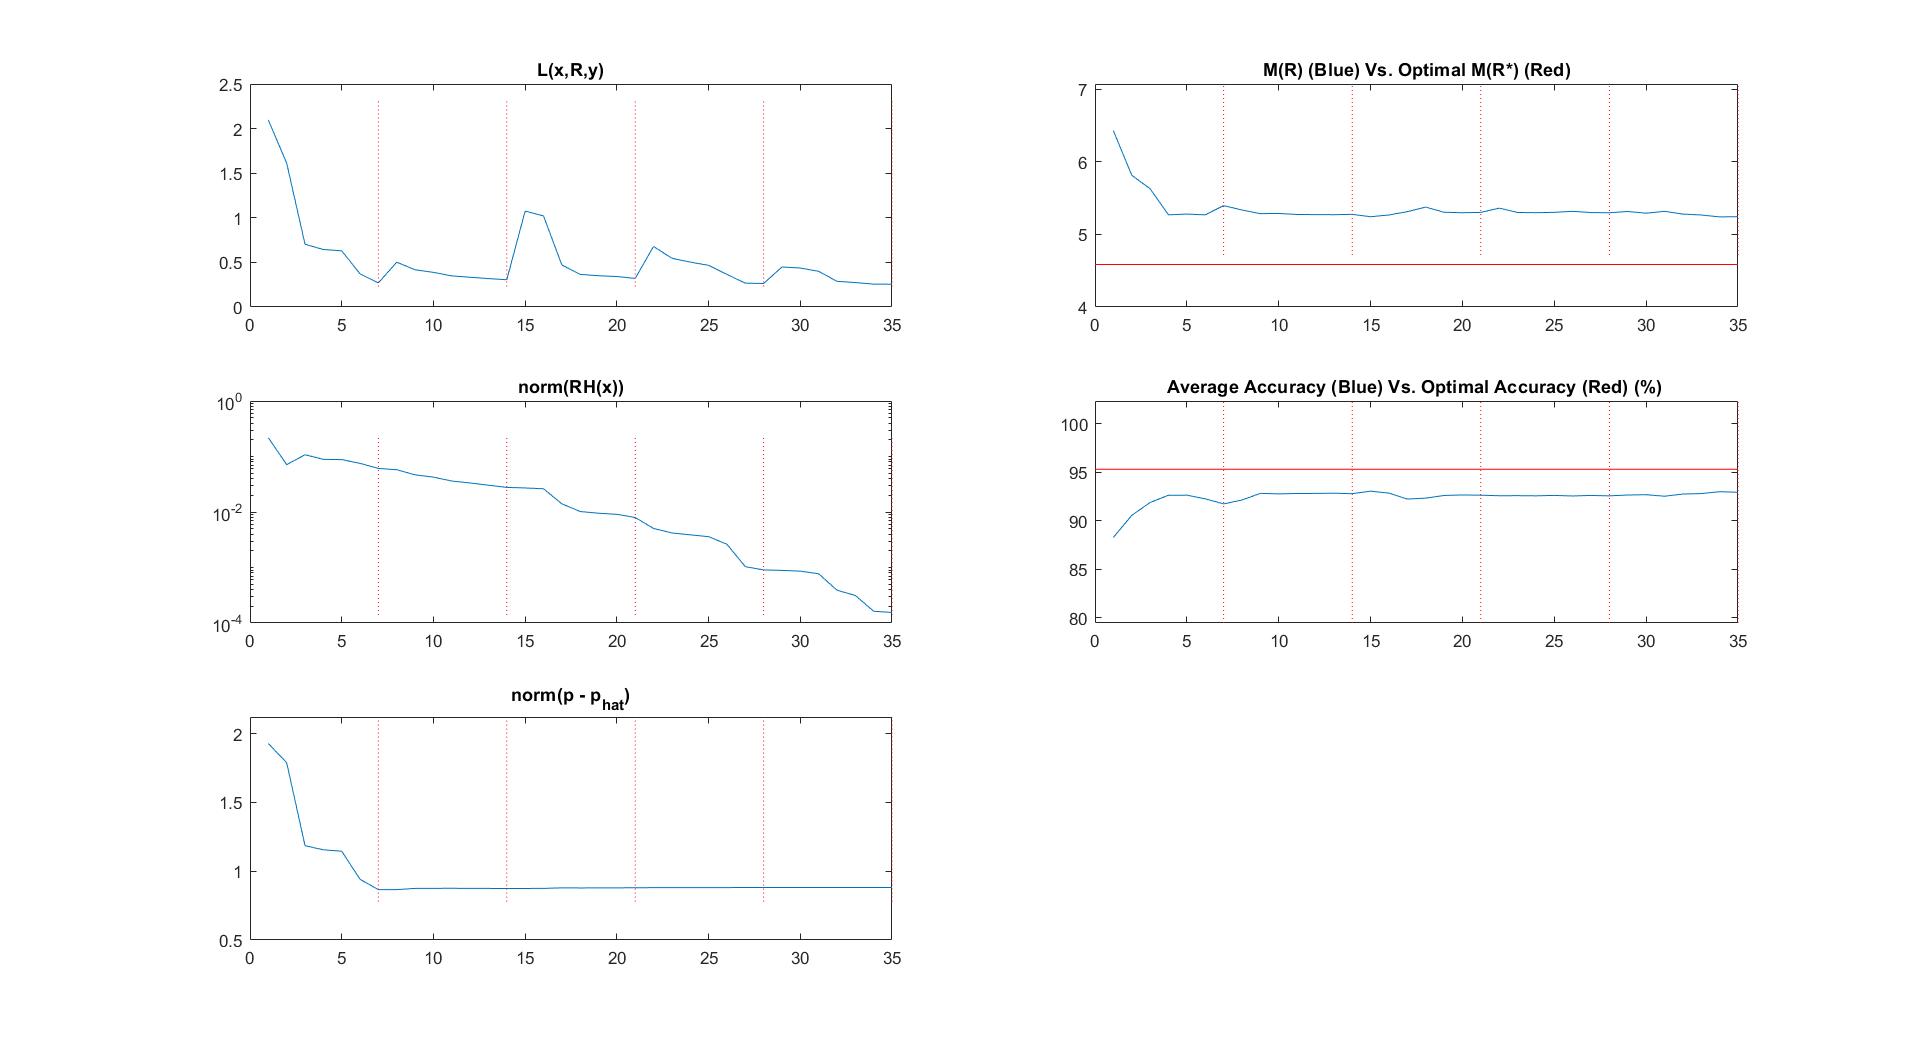 L(x,R,y)
2.5
2
1.5
1
0.5
0
0 5 10 15 20 25 30 35
M(R) (Blue) Vs. Optimal M(R*) (Red)
7
6
5
4
0 5 10 15 20 25 30 35
norm(RH(x))
10^0
10^-2
10^-4
0 5 10 15 20 25 30 35
Average Accuracy (Blue) Vs. Optimal Accuracy (Red) (%)
100
95
90
85
80
0 5 10 15 20 25 30 35
norm(p - p_hat)
2
1.5
1
0.5
0 5 10 15 20 25 30 35